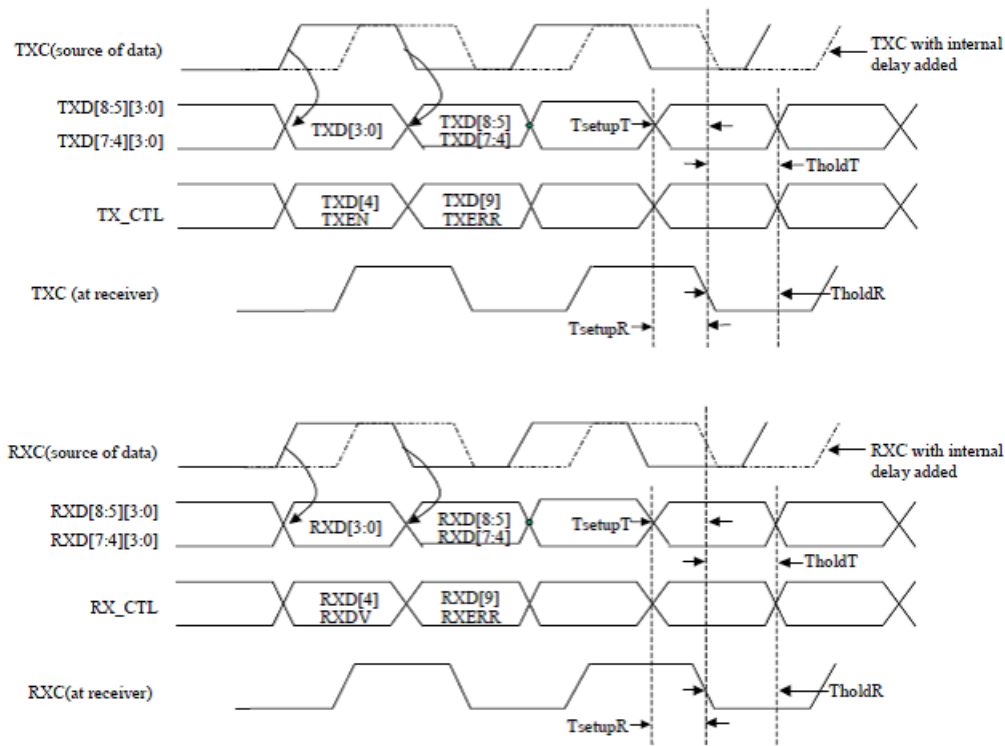 TXC(source of data)
TXC with internal
delay added
TXD[8:5][3:0]
TXD[7:4][3:0]
TXD[3:0]
TXD[8:5]
TXD[7:4]
TsetupT
TholdT
TX_CTL
TXD[4]
TXEN
TXD[9]
TXERR
TXC (at receiver)
TholdR
TsetupR
RXC(source of data)
RXC with internal
delay added
RXD[8:5][3:0]
RXD[7:4][3:0]
RXD[3:0]
RXD[8:5]
RXD[7:4]
TsetupT
TholdT
RX_CTL
RXD[4]
RXDV
RXD[9]
RXERR
RXC(at receiver)
TholdR
TsetupR